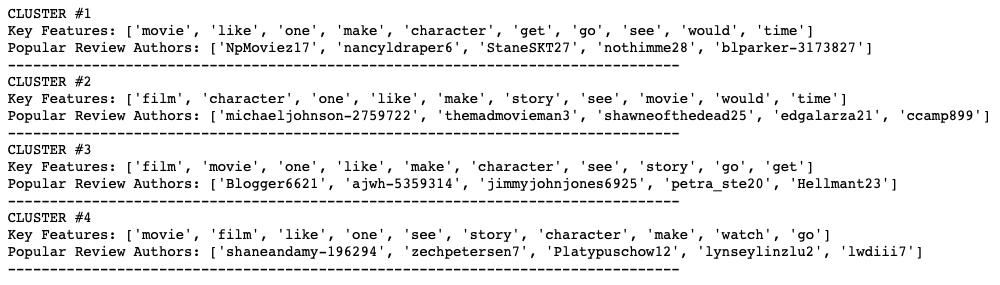 CLUSTER #1
Key Features: ['movie', 'like', 'one', 'make', 'character', 'get', 'go', 'see', 'would', 'time']
Popular Review Authors: ['NpMoviez17', 'nancyldraper6', 'StaneSKT27', 'nothimme28', 'blparker-3173827']
--------------------------------------------------------------------------------
CLUSTER #2
Key Features: ['film', 'character', 'one', 'like', 'make', 'story', 'see', 'movie', 'would', 'time']
Popular Review Authors: ['michaeljohnson-2759722', 'themadmovieman3', 'shawneofthedead25', 'edgalarza21', 'ccamp899']
--------------------------------------------------------------------------------
CLUSTER #3
Key Features: ['film', 'movie', 'one', 'like', 'make', 'character', 'see', 'story', 'go', 'get']
Popular Review Authors: ['Blogger6621', 'ajwh-5359314', 'jimmyjohnjones6925', 'petra_ste20', 'Hellmant23']
--------------------------------------------------------------------------------
CLUSTER #4
Key Features: ['movie', 'film', 'like', 'one', 'see', 'story', 'character', 'make', 'watch', 'go']
Popular Review Authors: ['shaneandamy-196294', 'zechpetersen7', 'Platypuschow12', 'lynseylinzlu2', 'lwdiii7']
--------------------------------------------------------------------------------